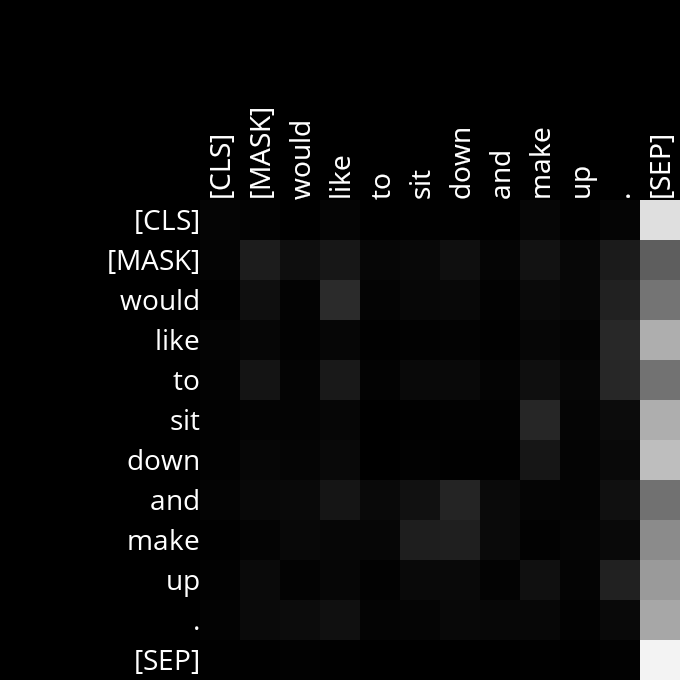 [CLS] [MASK] would like to sit down and make up . [SEP]
[CLS]
[MASK]
would
like
to
sit
down
and
make
up
.
[SEP]